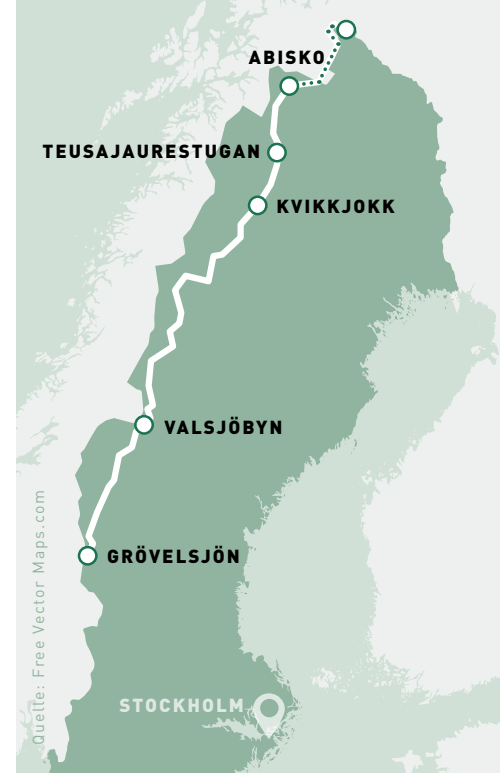 ABISKO
TEUSAJAURESTUGAN
KVIKKJOKK
VALSJÖBYN
GRÖVELSJÖN
STOCKHOLM
Quelle: Free Vector Maps.com